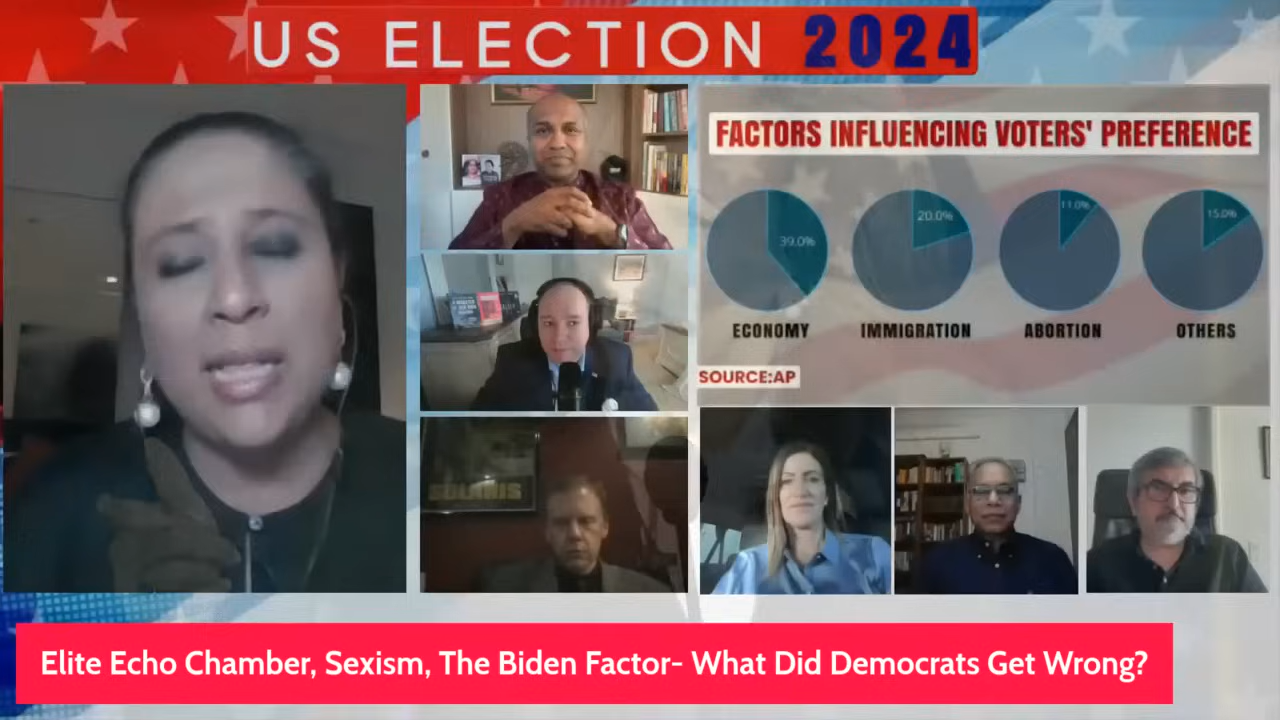 US ELECTION 2024
FACTORS INFLUENCING VOTERS' PREFERENCE
39.0%
20.0%
11.0%
15.0%
ECONOMY
IMMIGRATION
ABORTION
OTHERS
SOURCE:AP
Elite Echo Chamber, Sexism, The Biden Factor- What Did Democrats Get Wrong?